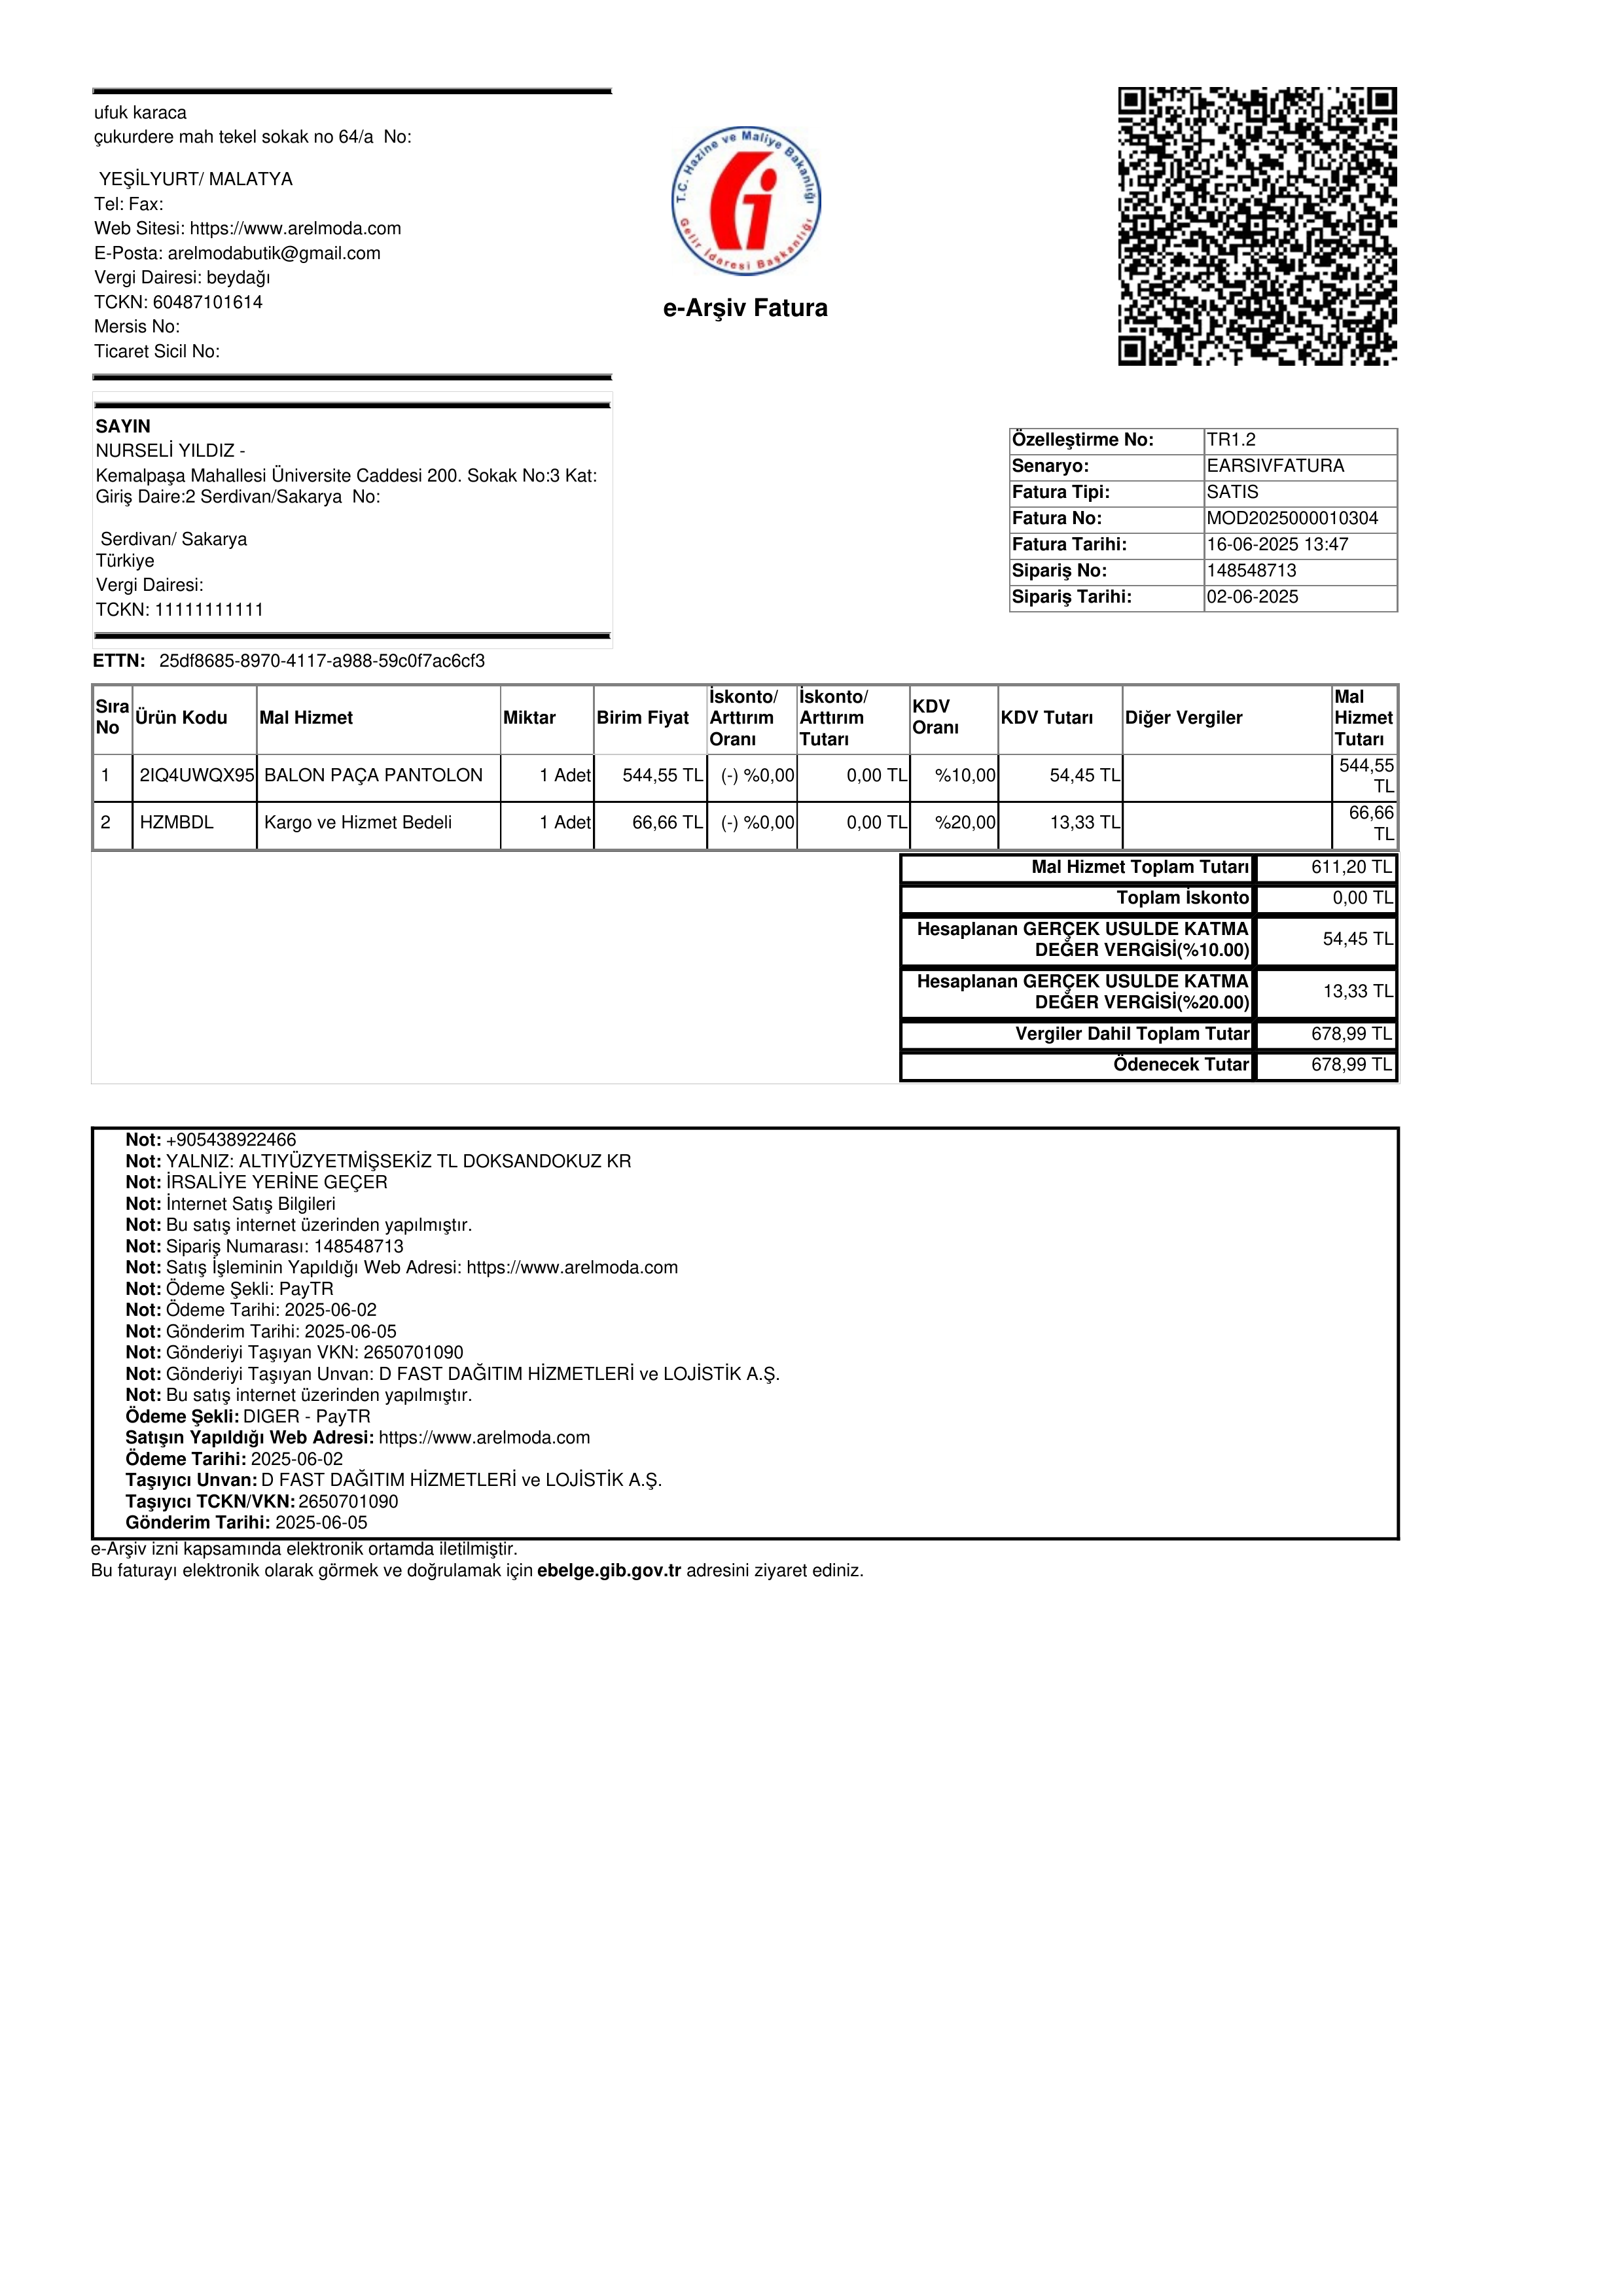 ufuk karaca
çukurdere mah tekel sokak no 64/a  No:
YEŞİLYURT/ MALATYA
Tel: Fax:
Web Sitesi: https://www.arelmoda.com
E-Posta: arelmodabutik@gmail.com
Vergi Dairesi: beydağı
TCKN: 60487101614
Mersis No:
Ticaret Sicil No:
T.C. Hazine ve Maliye Bakanlığı
Gelir İdaresi Başkanlığı
e-Arşiv Fatura
SAYIN
NURSELİ YILDIZ -
Kemalpaşa Mahallesi Üniversite Caddesi 200. Sokak No:3 Kat:
Giriş Daire:2 Serdivan/Sakarya  No:
Serdivan/ Sakarya
Türkiye
Vergi Dairesi:
TCKN: 11111111111
Özelleştirme No: TR1.2
Senaryo: EARSIVFATURA
Fatura Tipi: SATIS
Fatura No: MOD2025000010304
Fatura Tarihi: 16-06-2025 13:47
Sipariş No: 148548713
Sipariş Tarihi: 02-06-2025
ETTN: 25df8685-8970-4117-a988-59c0f7ac6cf3
Sıra No Ürün Kodu Mal Hizmet Miktar Birim Fiyat İskonto/ Arttırım Oranı İskonto/ Arttırım Tutarı KDV Oranı KDV Tutarı Diğer Vergiler Mal Hizmet Tutarı
1 2IQ4UWQX95 BALON PAÇA PANTOLON 1 Adet 544,55 TL (-) %0,00 0,00 TL %10,00 54,45 TL 544,55 TL
2 HZMBDL Kargo ve Hizmet Bedeli 1 Adet 66,66 TL (-) %0,00 0,00 TL %20,00 13,33 TL 66,66 TL
Mal Hizmet Toplam Tutarı 611,20 TL
Toplam İskonto 0,00 TL
Hesaplanan GERÇEK USULDE KATMA
DEĞER VERGİSİ(%10.00) 54,45 TL
Hesaplanan GERÇEK USULDE KATMA
DEĞER VERGİSİ(%20.00) 13,33 TL
Vergiler Dahil Toplam Tutar 678,99 TL
Ödenecek Tutar 678,99 TL
Not: +905438922466
Not: YALNIZ: ALTIYÜZYETMİŞSEKİZ TL DOKSANDOKUZ KR
Not: İRSALİYE YERİNE GEÇER
Not: İnternet Satış Bilgileri
Not: Bu satış internet üzerinden yapılmıştır.
Not: Sipariş Numarası: 148548713
Not: Satış İşleminin Yapıldığı Web Adresi: https://www.arelmoda.com
Not: Ödeme Şekli: PayTR
Not: Ödeme Tarihi: 2025-06-02
Not: Gönderim Tarihi: 2025-06-05
Not: Gönderiyi Taşıyan VKN: 2650701090
Not: Gönderiyi Taşıyan Unvan: D FAST DAĞITIM HİZMETLERİ ve LOJİSTİK A.Ş.
Not: Bu satış internet üzerinden yapılmıştır.
Ödeme Şekli: DIGER - PayTR
Satışın Yapıldığı Web Adresi: https://www.arelmoda.com
Ödeme Tarihi: 2025-06-02
Taşıyıcı Unvan: D FAST DAĞITIM HİZMETLERİ ve LOJİSTİK A.Ş.
Taşıyıcı TCKN/VKN: 2650701090
Gönderim Tarihi: 2025-06-05
e-Arşiv izni kapsamında elektronik ortamda iletilmiştir.
Bu faturayı elektronik olarak görmek ve doğrulamak için ebelge.gib.gov.tr adresini ziyaret ediniz.